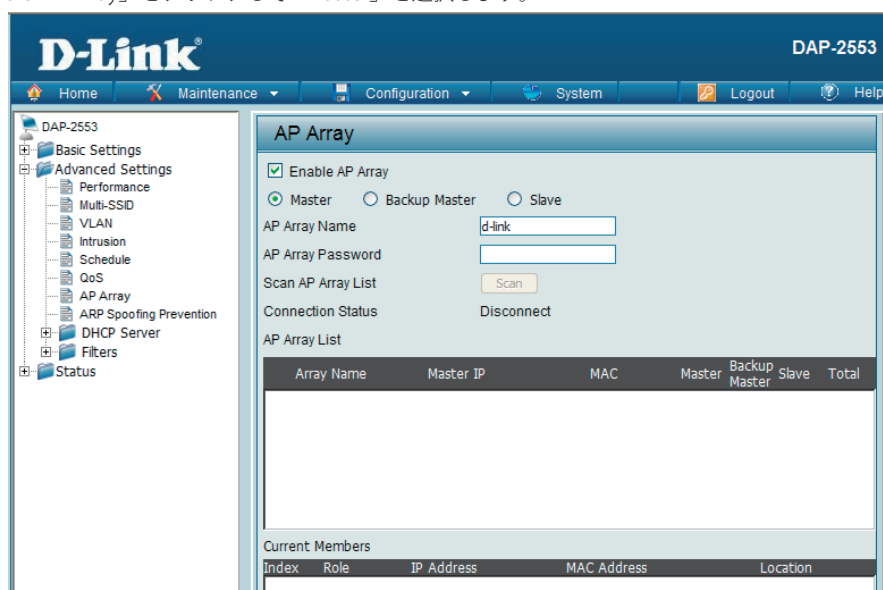 D-Link®
DAP-2553
Home Maintenance Configuration System Logout Help
DAP-2553
Basic Settings
Advanced Settings
Performance
Multi-SSID
VLAN
Intrusion
Schedule
QoS
AP Array
ARP Spoofing Prevention
DHCP Server
Filters
Status
AP Array
Enable AP Array
Master Backup Master Slave
AP Array Name d-link
AP Array Password
Scan AP Array List Scan
Connection Status Disconnect
AP Array List
Array Name Master IP MAC Master Backup Master Slave Total
Current Members
Index Role IP Address MAC Address Location